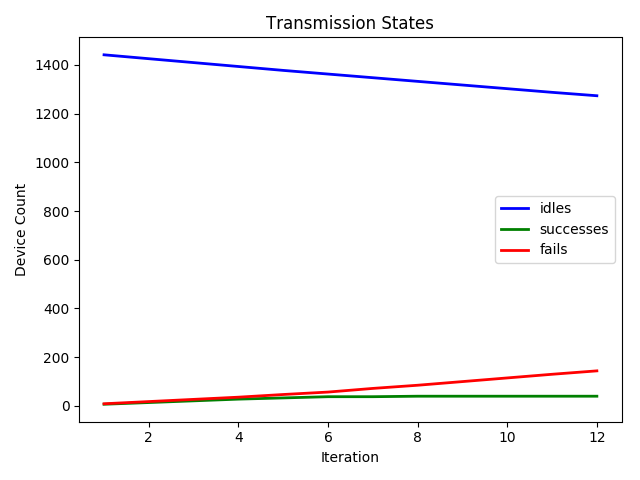 Transmission States
Device Count
1400
1200
1000
800
600
400
200
0
idles
successes
fails
2 4 6 8 10 12
Iteration